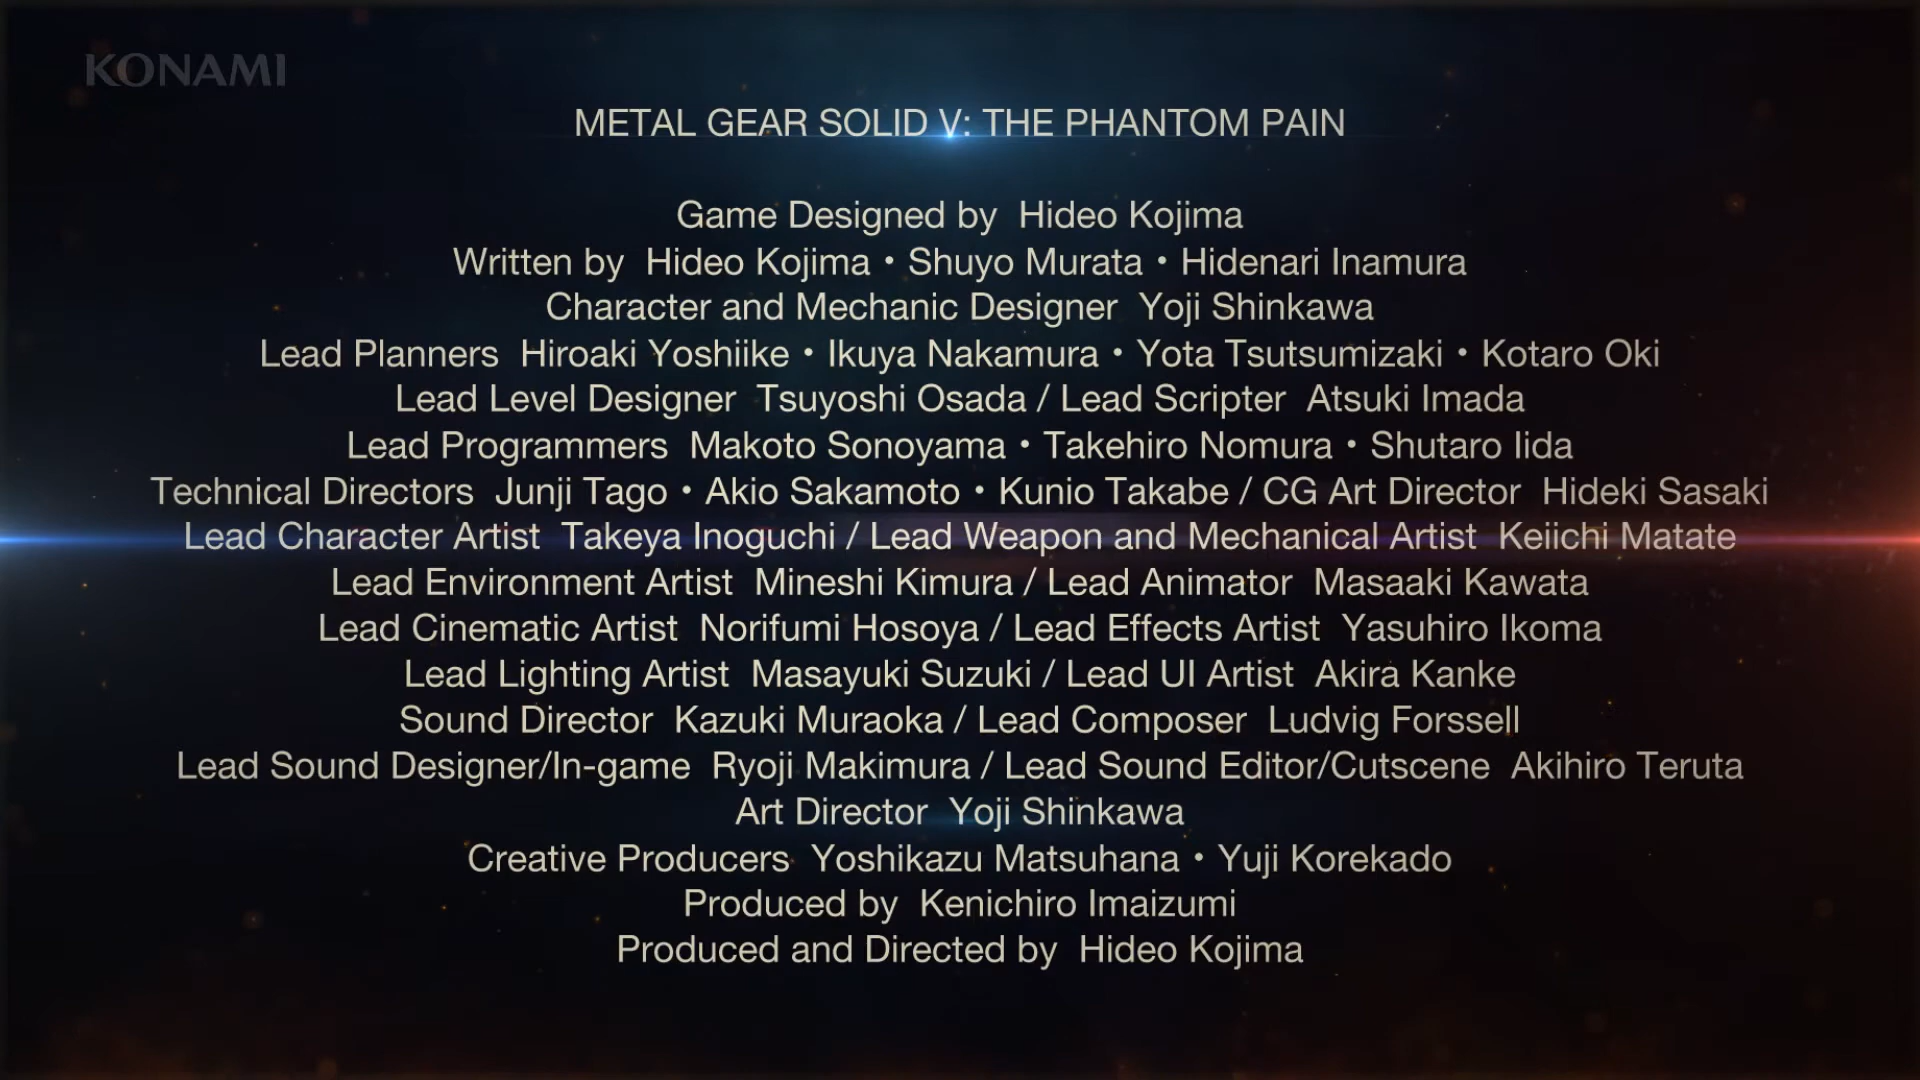 KONAMI
METAL GEAR SOLID V: THE PHANTOM PAIN
Game Designed by Hideo Kojima
Written by Hideo Kojima・Shuyo Murata・Hidenari Inamura
Character and Mechanic Designer Yoji Shinkawa
Lead Planners Hiroaki Yoshiike・Ikuya Nakamura・Yota Tsutsumizaki・Kotaro Oki
Lead Level Designer Tsuyoshi Osada / Lead Scripter Atsuki Imada
Lead Programmers Makoto Sonoyama・Takehiro Nomura・Shutaro Iida
Technical Directors Junji Tago・Akio Sakamoto・Kunio Takabe / CG Art Director Hideki Sasaki
Lead Character Artist Takeya Inoguchi / Lead Weapon and Mechanical Artist Keiichi Matate
Lead Environment Artist Mineshi Kimura / Lead Animator Masaaki Kawata
Lead Cinematic Artist Norifumi Hosoya / Lead Effects Artist Yasuhiro Ikoma
Lead Lighting Artist Masayuki Suzuki / Lead UI Artist Akira Kanke
Sound Director Kazuki Muraoka / Lead Composer Ludvig Forssell
Lead Sound Designer/In-game Ryoji Makimura / Lead Sound Editor/Cutscene Akihiro Teruta
Art Director Yoji Shinkawa
Creative Producers Yoshikazu Matsuhana・Yuji Korekado
Produced by Kenichiro Imaizumi
Produced and Directed by Hideo Kojima